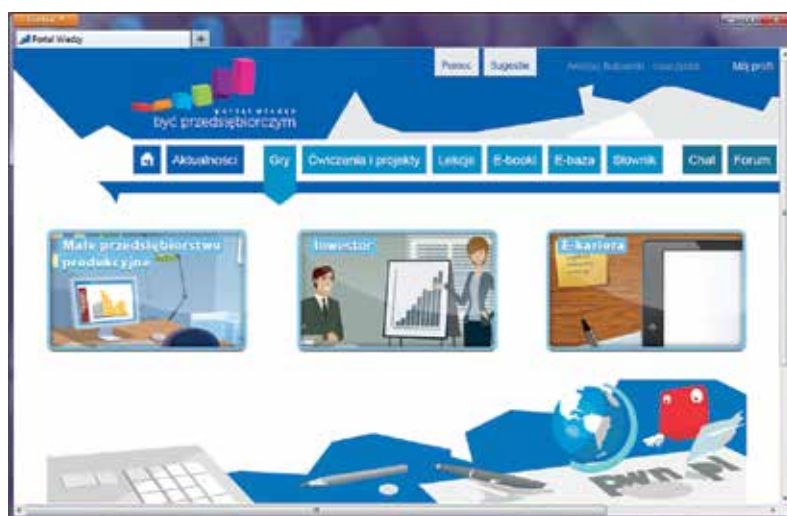 Portal Wiedzy
Pomoc Sugestie Mój profil
portal wiedzy
być przedsiębiorczym
Aktualności Gry Ćwiczenia i projekty Lekcje E-booki E-baza Słownik Chat Forum
Małe przedsiębiorstwo
produkcyjne
Inwestor
E-kariera
pwn.pl